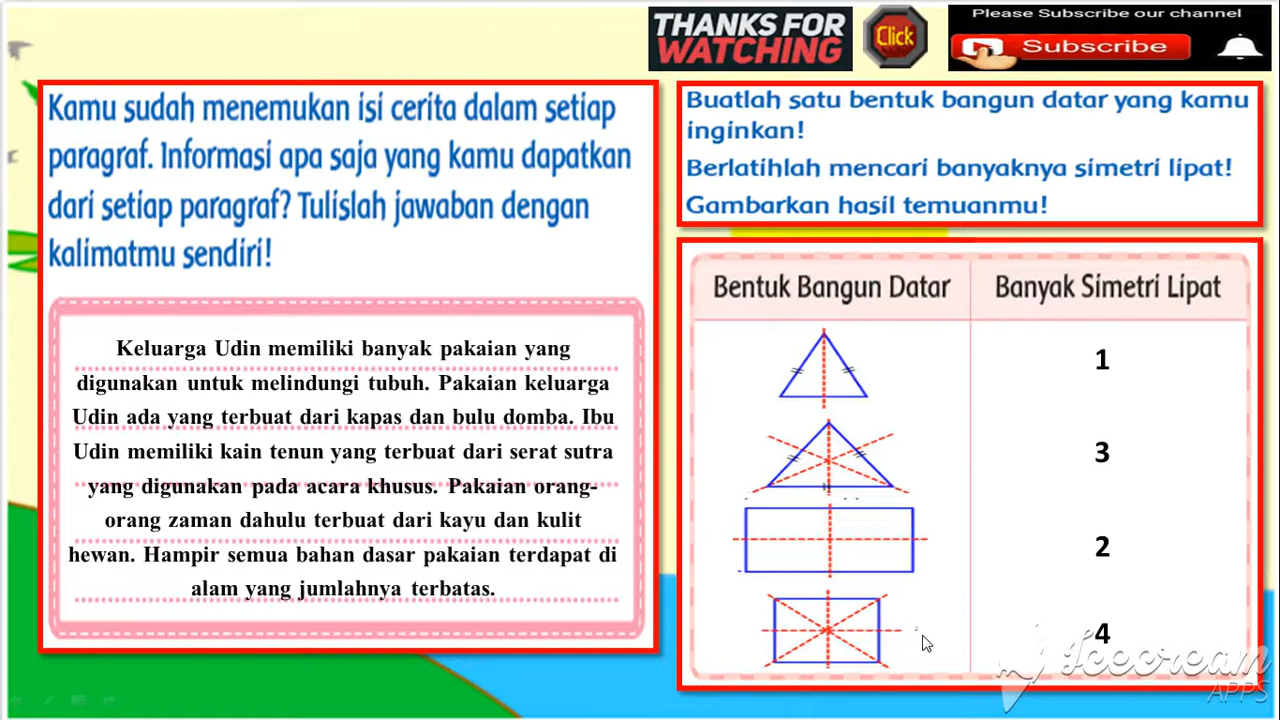 THANKS FOR
WATCHING
Click
Please Subscribe our channel
Subscribe
Kamu sudah menemukan isi cerita dalam setiap
paragraf. Informasi apa saja yang kamu dapatkan
dari setiap paragraf? Tulislah jawaban dengan
kalimatmu sendiri!
Keluarga Udin memiliki banyak pakaian yang
digunakan untuk melindungi tubuh. Pakaian keluarga
Udin ada yang terbuat dari kapas dan bulu domba. Ibu
Udin memiliki kain tenun yang terbuat dari serat sutra
yang digunakan pada acara khusus. Pakaian orang-
orang zaman dahulu terbuat dari kayu dan kulit
hewan. Hampir semua bahan dasar pakaian terdapat di
alam yang jumlahnya terbatas.
Buatlah satu bentuk bangun datar yang kamu
inginkan!
Berlatihlah mencari banyaknya simetri lipat!
Gambarkan hasil temuanmu!
Bentuk Bangun Datar
Banyak Simetri Lipat
1
3
2
4
Icecream
APPS